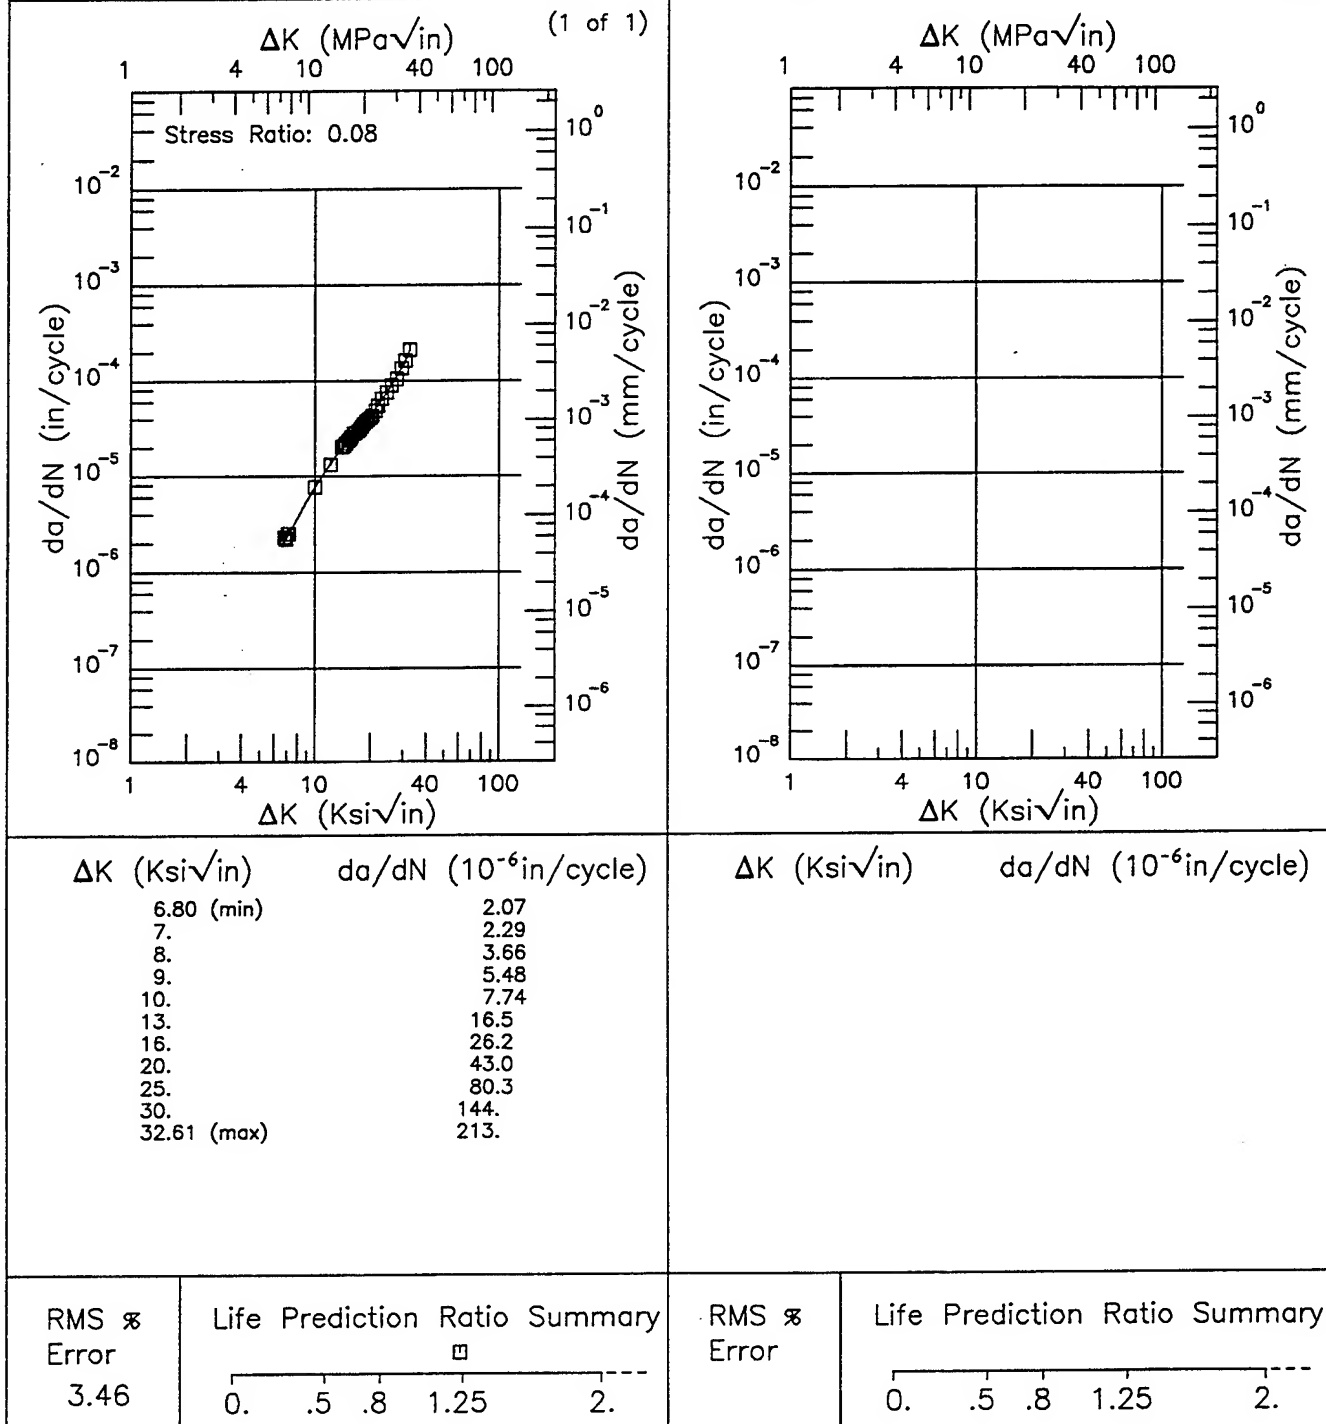 (1 of 1)
ΔK (MPa√in)
1 4 10 40 100
Stress Ratio: 0.08
da/dN (in/cycle)
10⁻²
10⁻³
10⁻⁴
10⁻⁵
10⁻⁶
10⁻⁷
10⁻⁸
10⁰
10⁻¹
10⁻²
10⁻³
10⁻⁴
10⁻⁵
10⁻⁶
da/dN (mm/cycle)
1 4 10 40 100
ΔK (Ksi√in)
ΔK (MPa√in)
1 4 10 40 100
da/dN (in/cycle)
10⁻²
10⁻³
10⁻⁴
10⁻⁵
10⁻⁶
10⁻⁷
10⁻⁸
10⁰
10⁻¹
10⁻²
10⁻³
10⁻⁴
10⁻⁵
10⁻⁶
da/dN (mm/cycle)
1 4 10 40 100
ΔK (Ksi√in)
ΔK (Ksi√in) da/dN (10⁻⁶in/cycle)
6.80 (min) 2.07
7. 2.29
8. 3.66
9. 5.48
10. 7.74
13. 16.5
16. 26.2
20. 43.0
25. 80.3
30. 144.
32.61 (max) 213.
ΔK (Ksi√in) da/dN (10⁻⁶in/cycle)
RMS %
Error
3.46
Life Prediction Ratio Summary
0. .5 .8 1.25 2.
RMS %
Error
Life Prediction Ratio Summary
0. .5 .8 1.25 2.